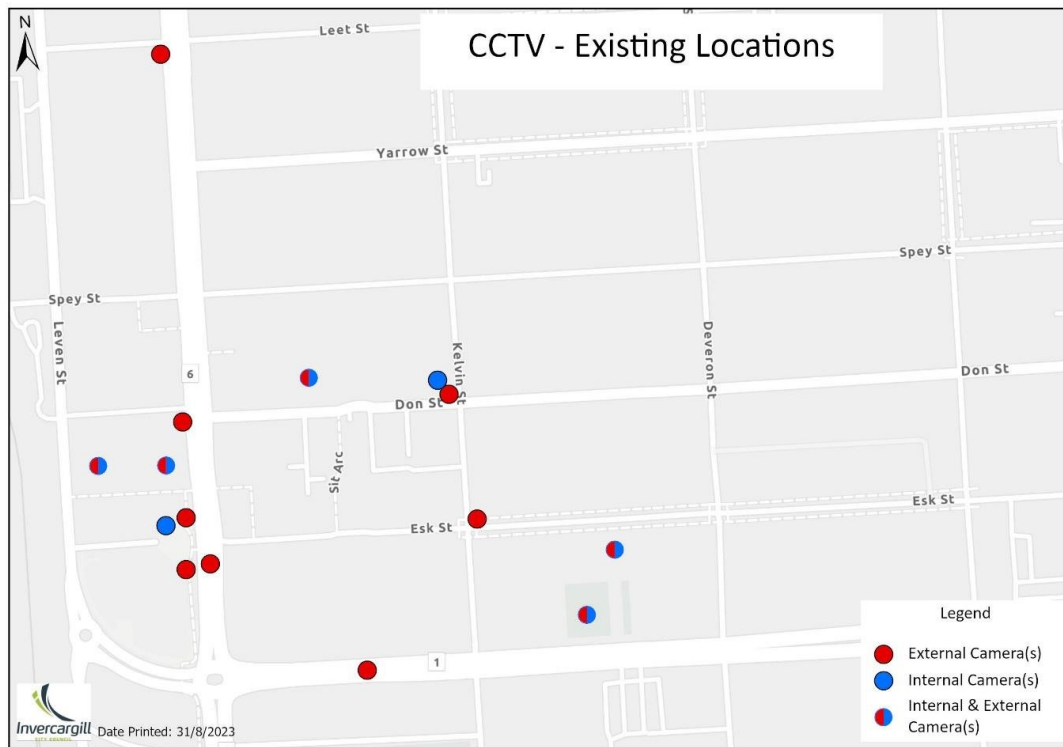 N
CCTV - Existing Locations
Leet St
Yarrow St
Spey St
Spey St
Leven St
6
Kelvin St
Deveron St
Don St
Don St
Sit Arc
Esk St
Esk St
1
Legend
External Camera(s)
Internal Camera(s)
Internal & External
Camera(s)
Invercargill
CITY COUNCIL
Date Printed: 31/8/2023